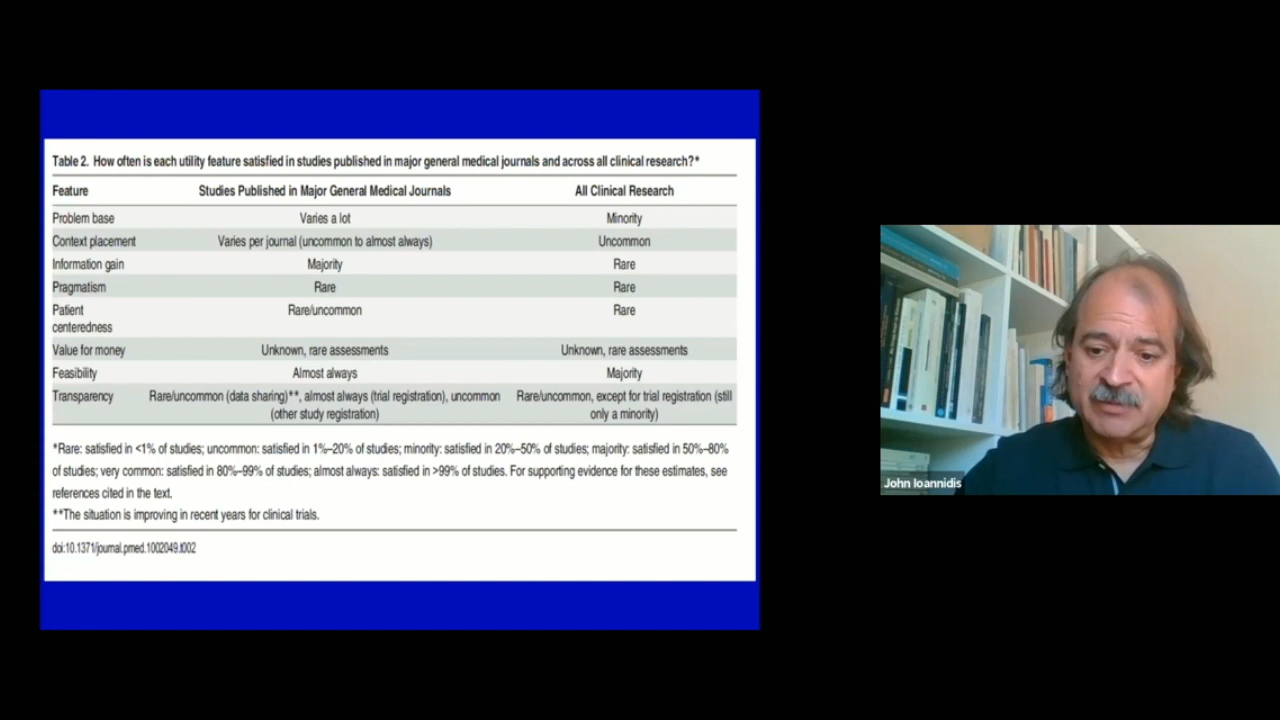 Table 2. How often is each utility feature satisfied in studies published in major general medical journals and across all clinical research?*
Feature Studies Published in Major General Medical Journals All Clinical Research
Problem base Varies a lot Minority
Context placement Varies per journal (uncommon to almost always) Uncommon
Information gain Majority Rare
Pragmatism Rare Rare
Patient Rare/uncommon Rare
centeredness
Value for money Unknown, rare assessments Unknown, rare assessments
Feasibility Almost always Majority
Transparency Rare/uncommon (data sharing)**, almost always (trial registration), uncommon Rare/uncommon, except for trial registration (still
(other study registration) only a minority)
*Rare: satisfied in <1% of studies; uncommon: satisfied in 1%–20% of studies; minority: satisfied in 20%–50% of studies; majority: satisfied in 50%–80%
of studies; very common: satisfied in 80%–99% of studies; almost always: satisfied in >99% of studies. For supporting evidence for these estimates, see
references cited in the text.
**The situation is improving in recent years for clinical trials.
doi:10.1371/journal.pmed.1002049.t002
John Ioannidis